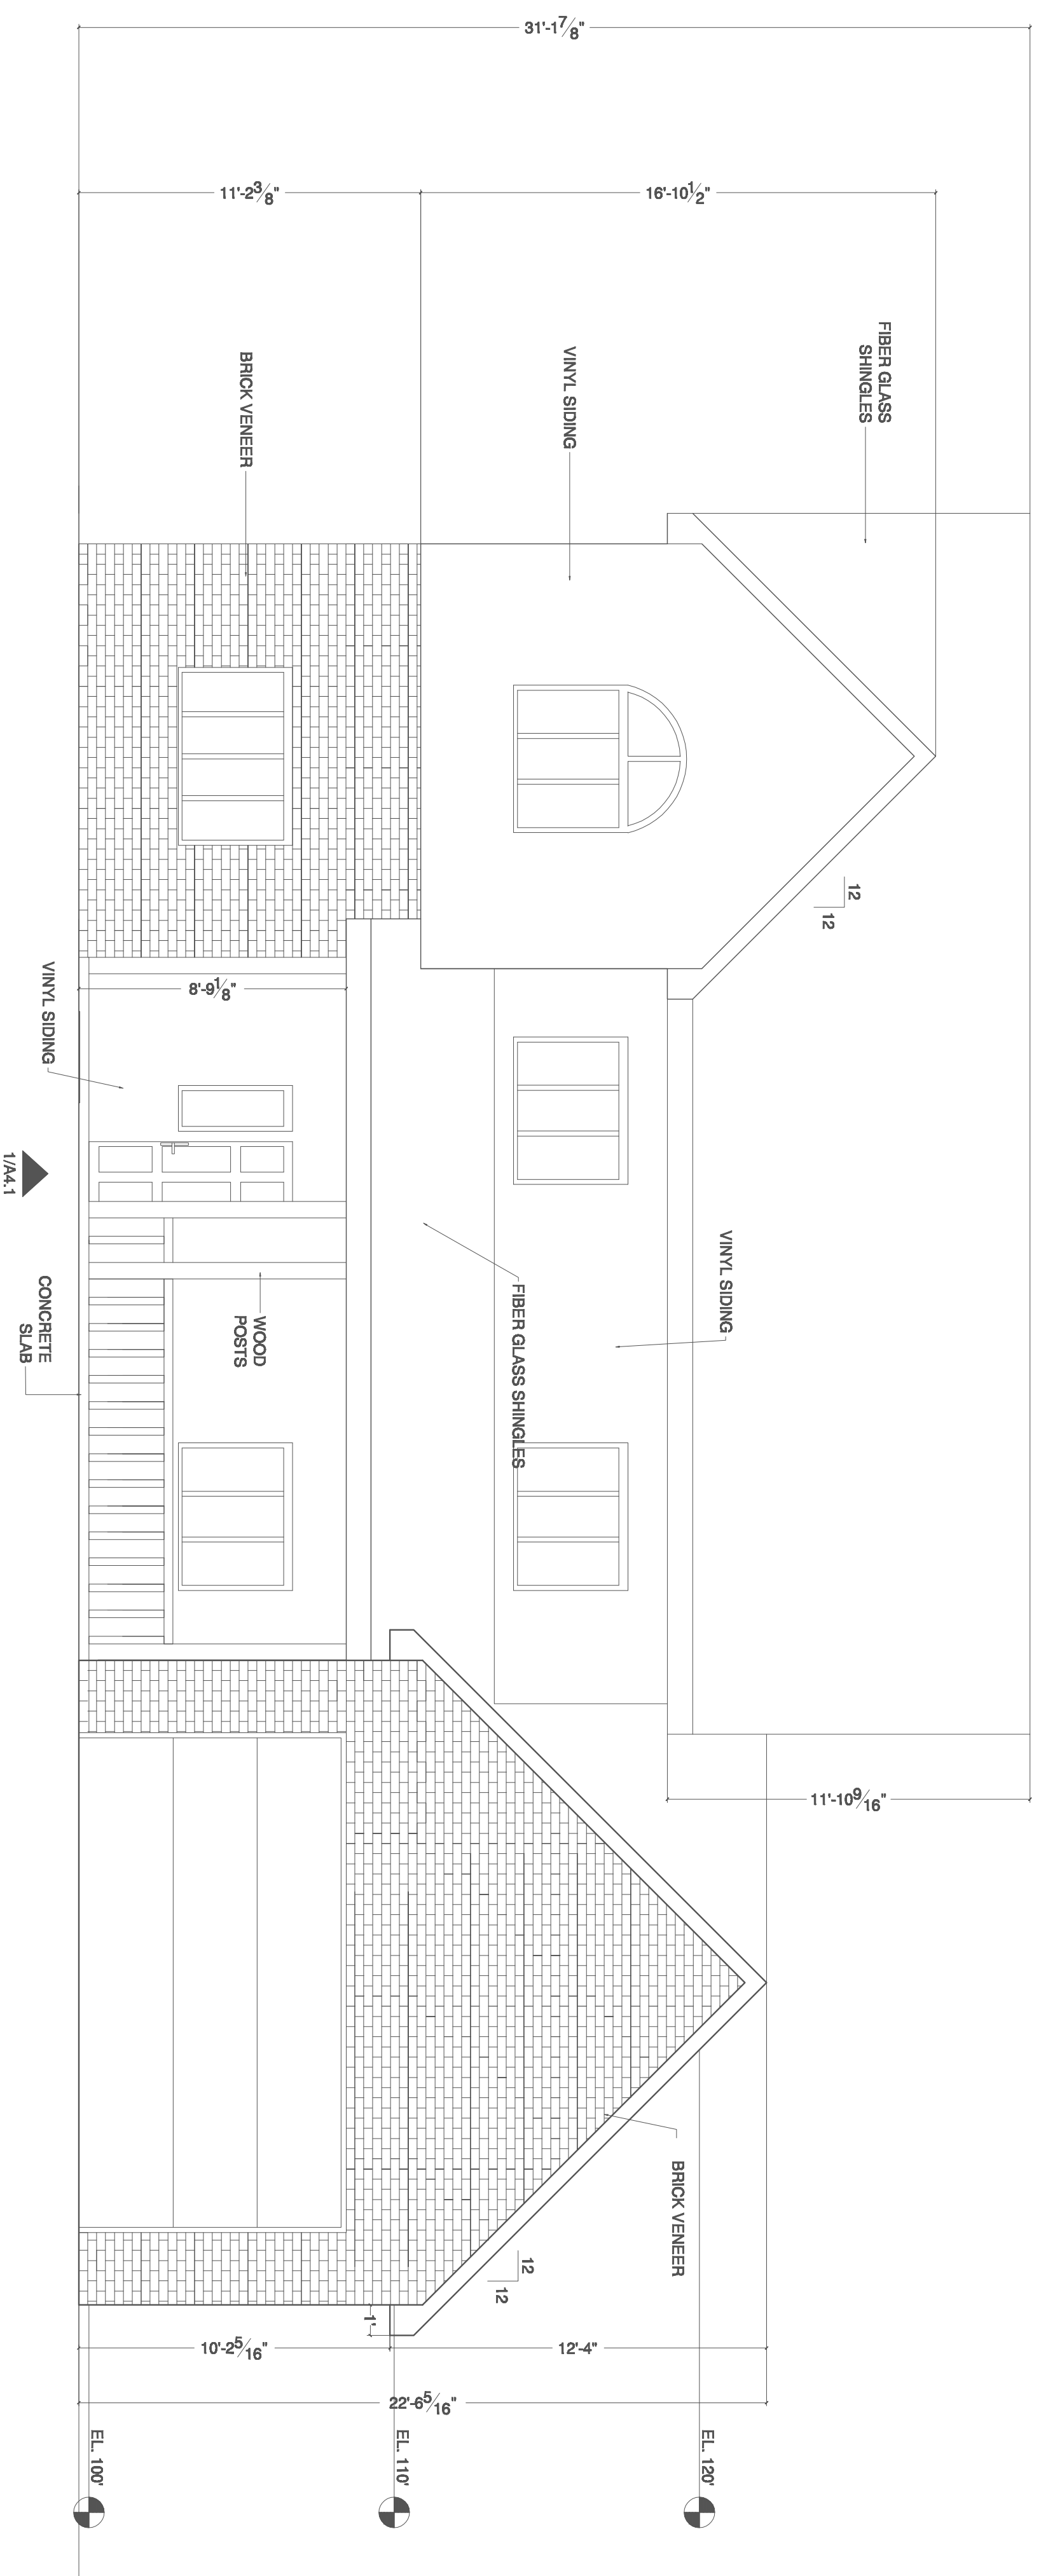 31'-1 7/8"
11'-2 3/8"
16'-10 1/2"
FIBER GLASS
SHINGLES
VINYL SIDING
BRICK VENEER
12
12
8'-9 1/8"
VINYL SIDING
1/A4.1
CONCRETE
SLAB
WOOD
POSTS
FIBER GLASS SHINGLES
VINYL SIDING
11'-10 9/16"
BRICK VENEER
12
12
1'
10'-2 5/16"
12'-4"
22'-6 5/16"
EL. 100'
EL. 110'
EL. 120'